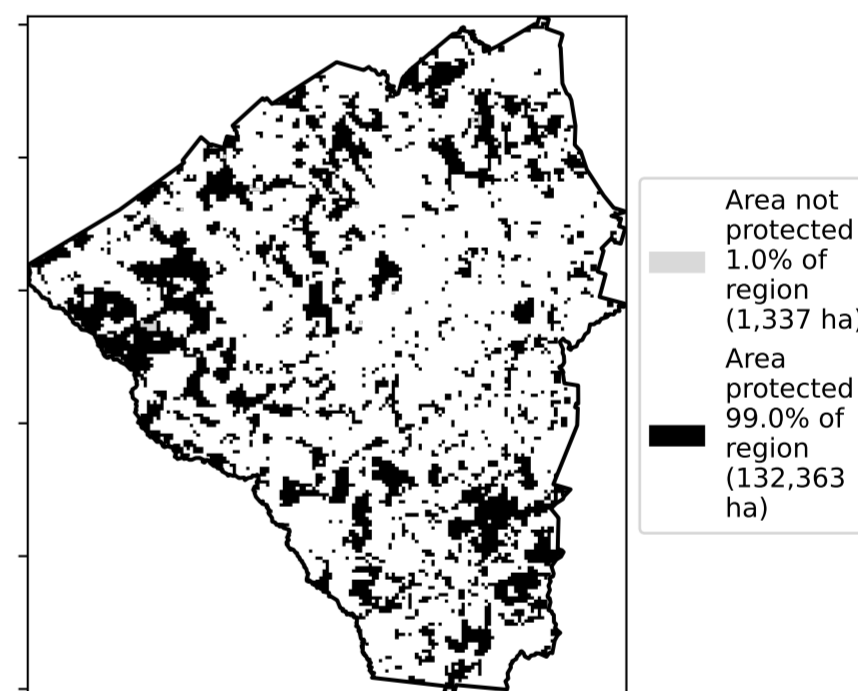 Area not
protected
1.0% of
region
(1,337 ha)
Area
protected
99.0% of
region
(132,363
ha)